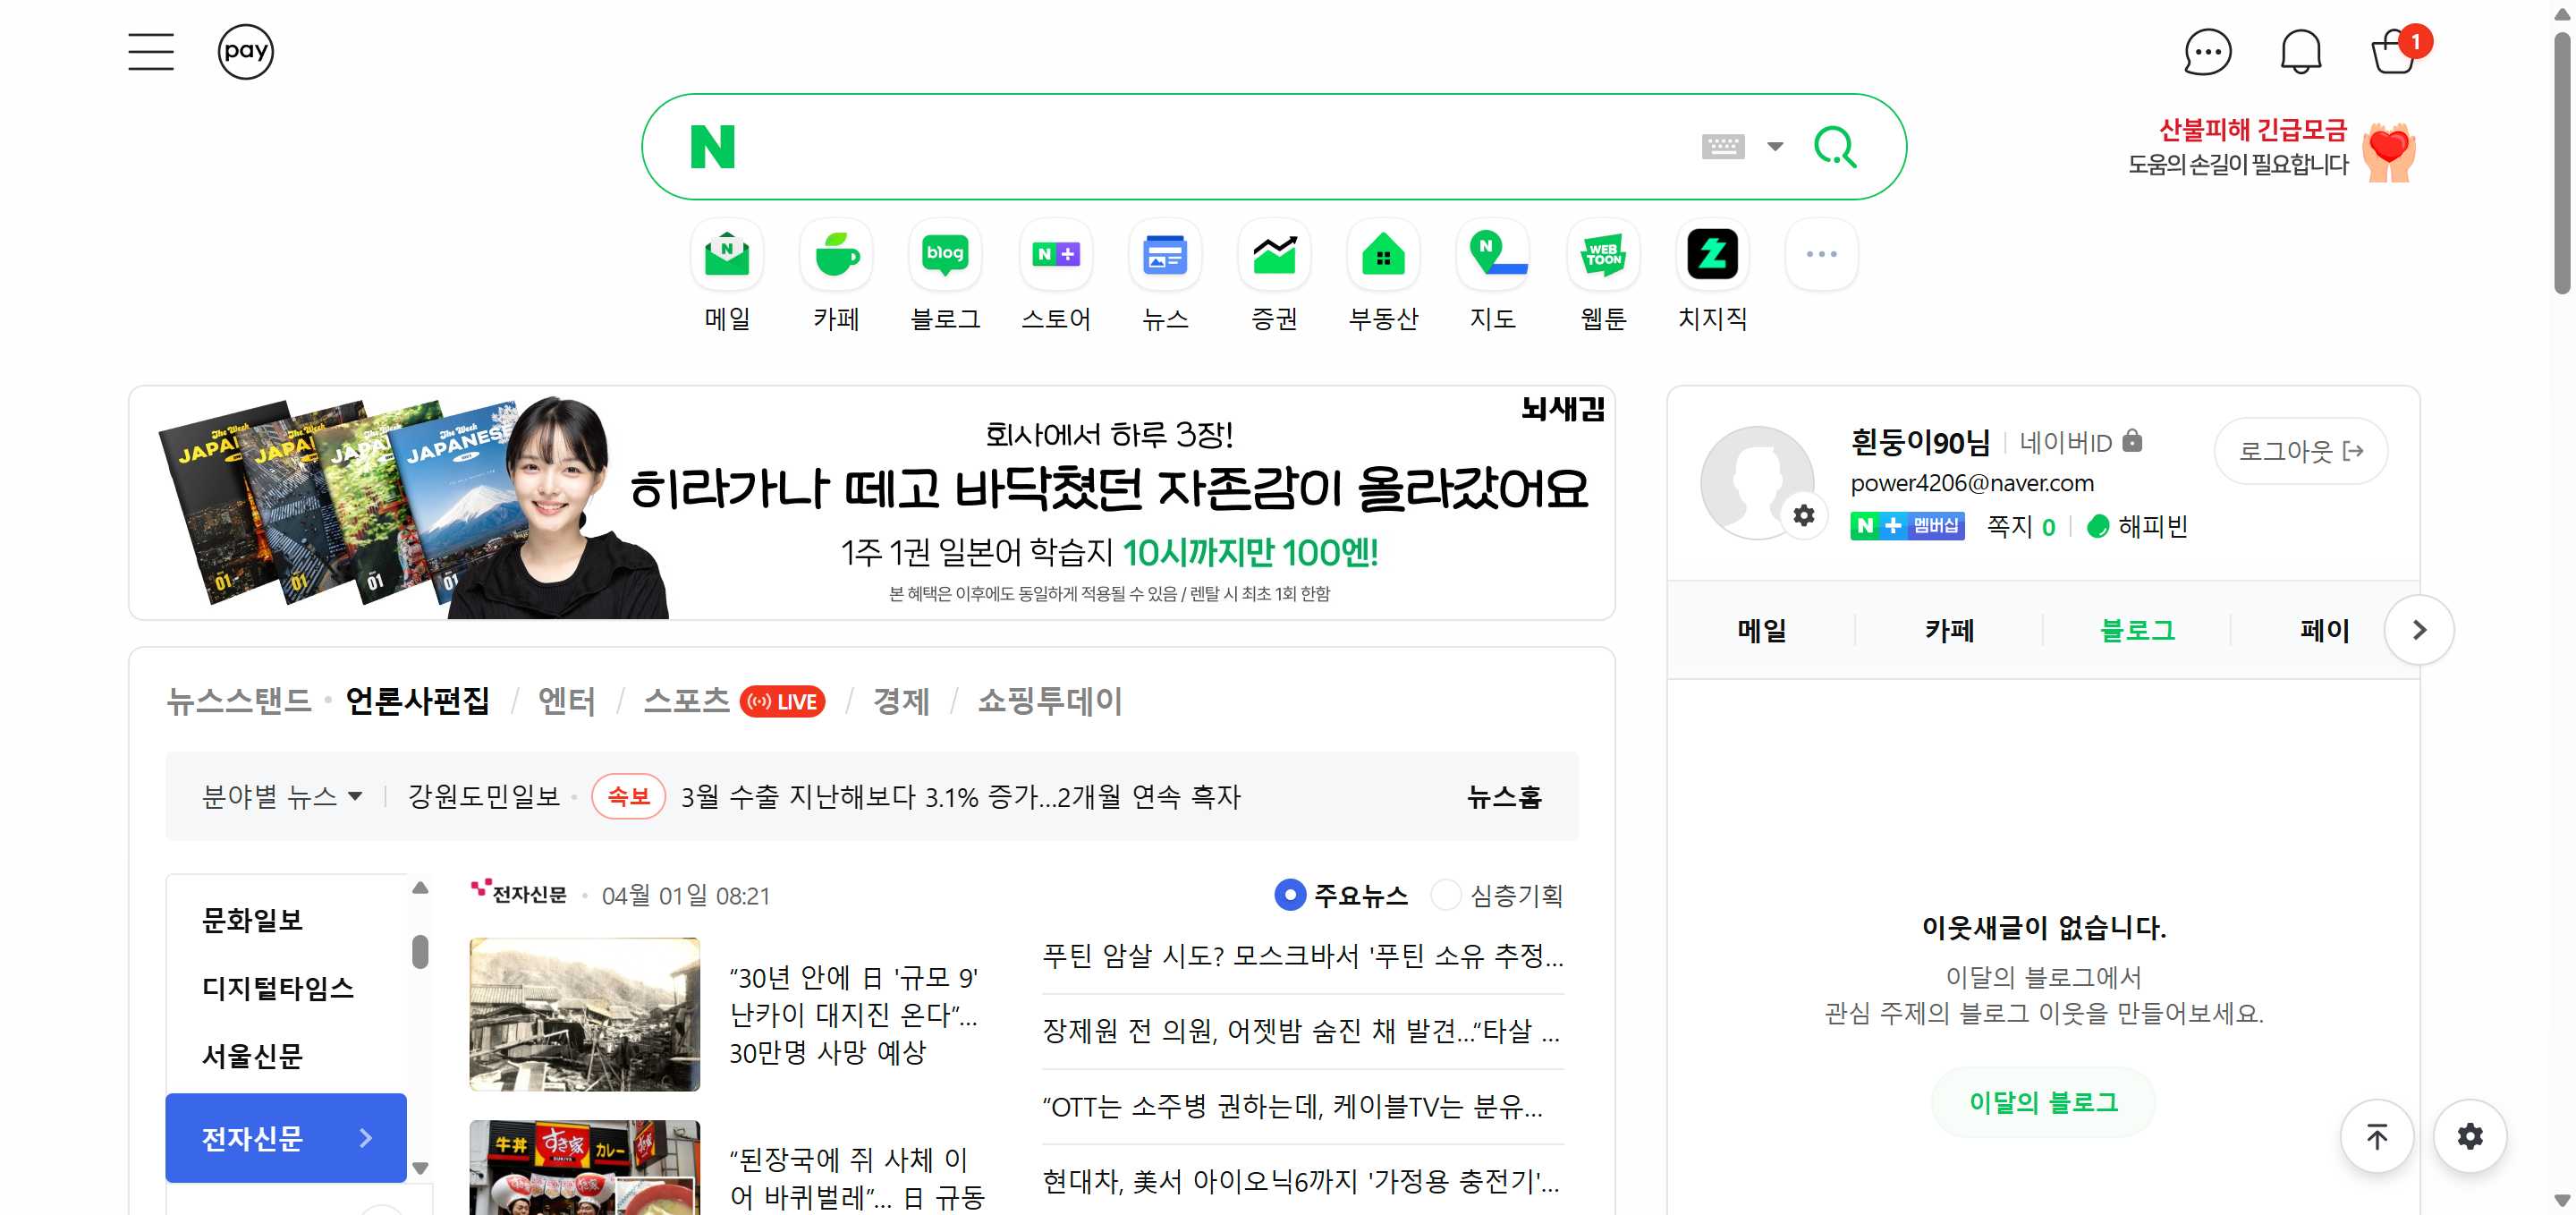 pay
1
N
산불피해 긴급모금
도움의 손길이 필요합니다
N
blog
N +
N
WEB TOON
메일
카페
블로그
스토어
뉴스
증권
부동산
지도
웹툰
치지직
뇌새김
The Week
JAPANESE
01
01
01
01
회사에서 하루 3장!
히라가나 떼고 바닥쳤던 자존감이 올라갔어요
1주 1권 일본어 학습지 10시까지만 100엔!
본 혜택은 이후에도 동일하게 적용될 수 있음 / 렌탈 시 최초 1회 한함
흰둥이90님 네이버ID
로그아웃
power4206@naver.com
N + 멤버십 쪽지 0 해피빈
메일 카페 블로그 페이
뉴스스탠드 · 언론사편집 / 엔터 / 스포츠 LIVE / 경제 / 쇼핑투데이
분야별 뉴스 강원도민일보 · 속보 3월 수출 지난해보다 3.1% 증가...2개월 연속 흑자 뉴스홈
문화일보
디지털타임스
서울신문
전자신문
전자신문 · 04월 01일 08:21
주요뉴스 심층기획
“30년 안에 日 '규모 9'
난카이 대지진 온다”...
30만명 사망 예상
牛丼 すき家 カレー
“된장국에 쥐 사체 이
어 바퀴벌레”... 日 규동
푸틴 암살 시도? 모스크바서 '푸틴 소유 추정...
장제원 전 의원, 어젯밤 숨진 채 발견...“타살 ...
“OTT는 소주병 권하는데, 케이블TV는 분유...
현대차, 美서 아이오닉6까지 '가정용 충전기'...
이웃새글이 없습니다.
이달의 블로그에서
관심 주제의 블로그 이웃을 만들어보세요.
이달의 블로그